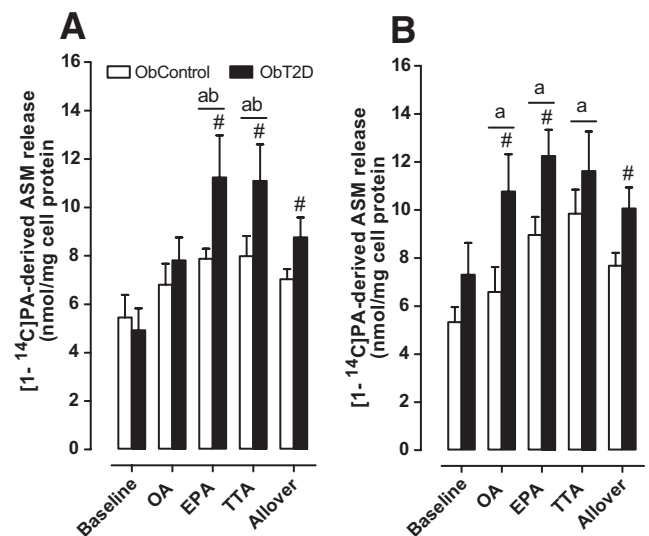 A
[1- 14C]PA-derived ASM release
(nmol/mg cell protein)
ObControl ObT2D
16
14
12
10
8
6
4
2
0
ab
#
ab
#
#
Baseline
OA
EPA
TTA
Allover
B
[1- 14C]PA-derived ASM release
(nmol/mg cell protein)
16
14
12
10
8
6
4
2
0
a
#
a
#
a
#
Baseline
OA
EPA
TTA
Allover